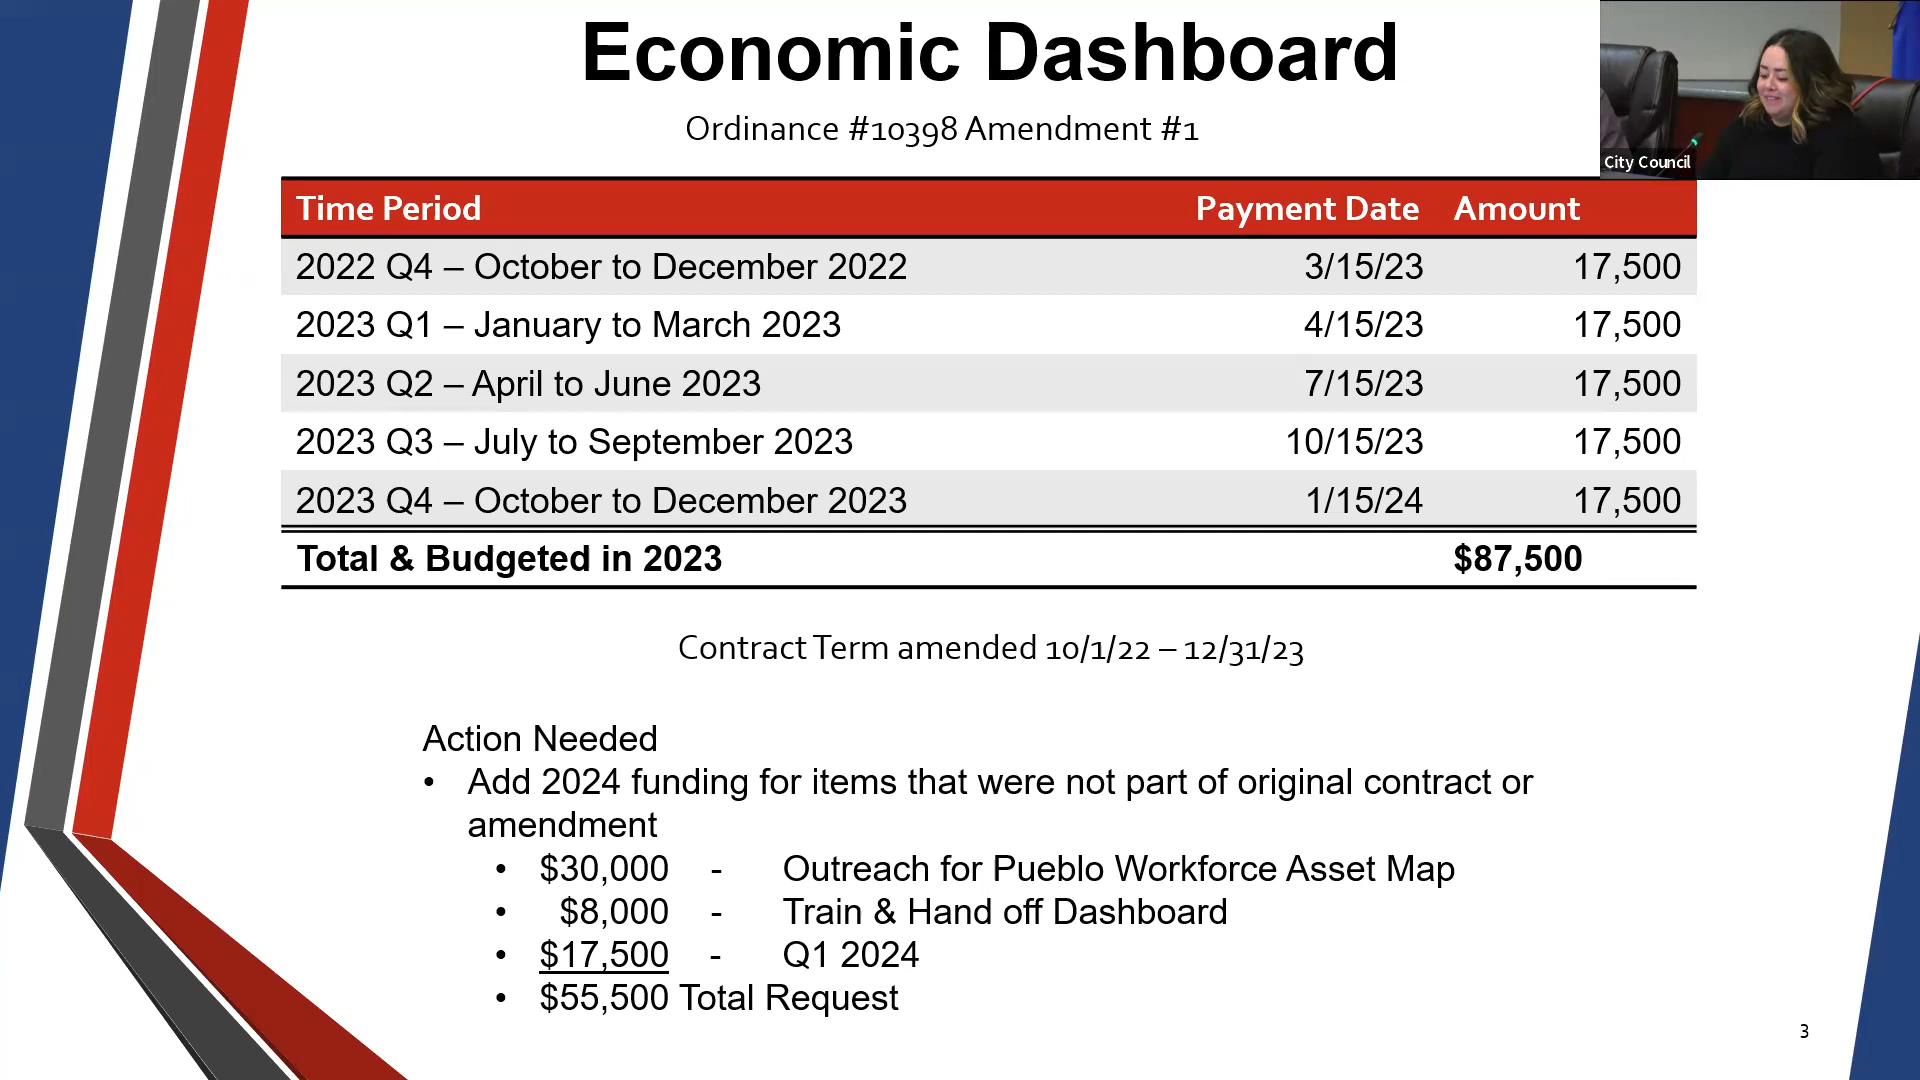 Economic Dashboard
Ordinance #10398 Amendment #1
City Council
Time Period Payment Date Amount
2022 Q4 – October to December 2022 3/15/23 17,500
2023 Q1 – January to March 2023 4/15/23 17,500
2023 Q2 – April to June 2023 7/15/23 17,500
2023 Q3 – July to September 2023 10/15/23 17,500
2023 Q4 – October to December 2023 1/15/24 17,500
Total & Budgeted in 2023 $87,500
Contract Term amended 10/1/22 – 12/31/23
Action Needed
• Add 2024 funding for items that were not part of original contract or
amendment
• $30,000 - Outreach for Pueblo Workforce Asset Map
• $8,000 - Train & Hand off Dashboard
• $17,500 - Q1 2024
• $55,500 Total Request
3